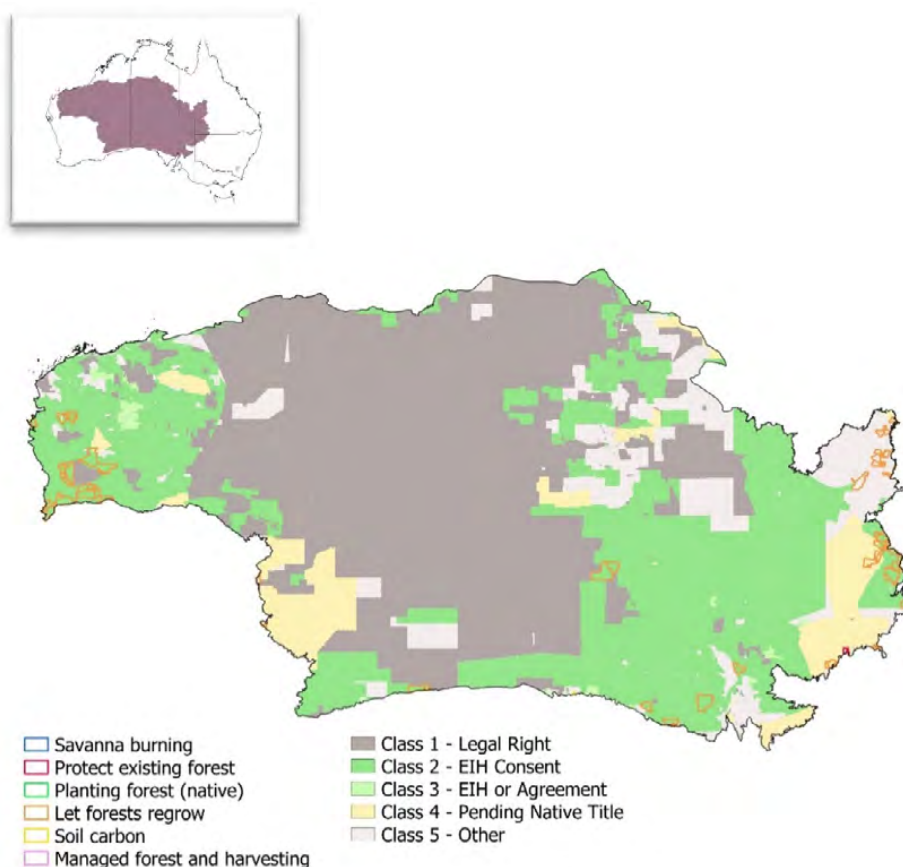 Savanna burning
Protect existing forest
Planting forest (native)
Let forests regrow
Soil carbon
Managed forest and harvesting
Class 1 - Legal Right
Class 2 - EIH Consent
Class 3 - EIH or Agreement
Class 4 - Pending Native Title
Class 5 - Other